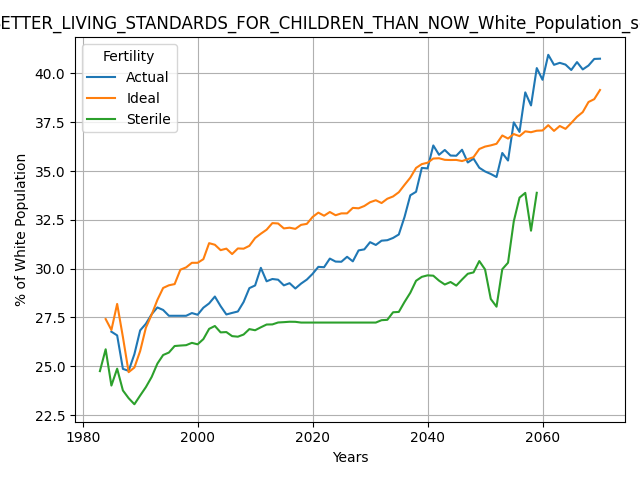 ETTER_LIVING_STANDARDS_FOR_CHILDREN_THAN_NOW_White_Population_s
Fertility
Actual
Ideal
Sterile
% of White Population
40.0
37.5
35.0
32.5
30.0
27.5
25.0
22.5
1980
2000
2020
2040
2060
Years